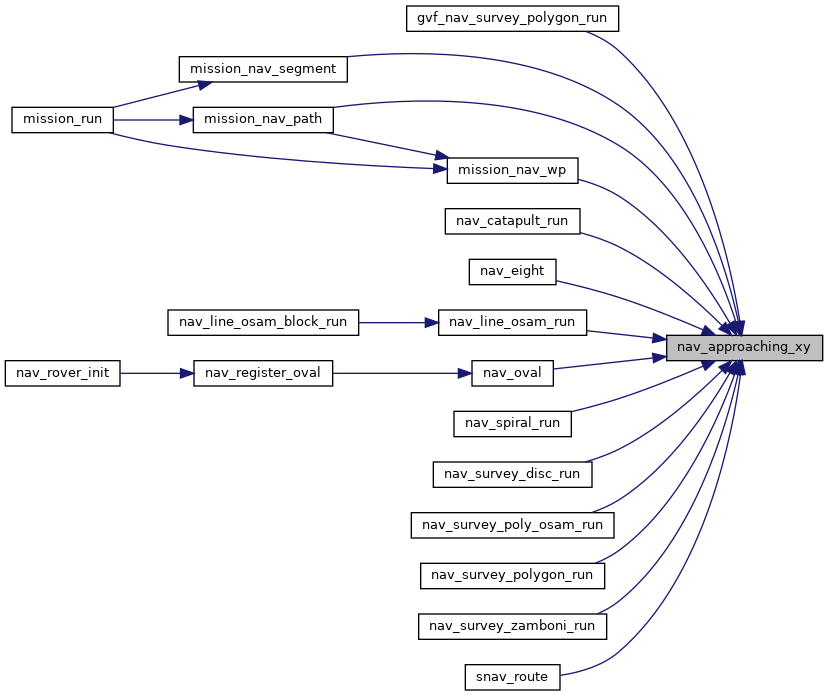 gvf_nav_survey_polygon_run
mission_nav_segment
mission_run
mission_nav_path
mission_nav_wp
nav_catapult_run
nav_eight
nav_line_osam_block_run
nav_line_osam_run
nav_approaching_xy
nav_rover_init
nav_register_oval
nav_oval
nav_spiral_run
nav_survey_disc_run
nav_survey_poly_osam_run
nav_survey_polygon_run
nav_survey_zamboni_run
snav_route